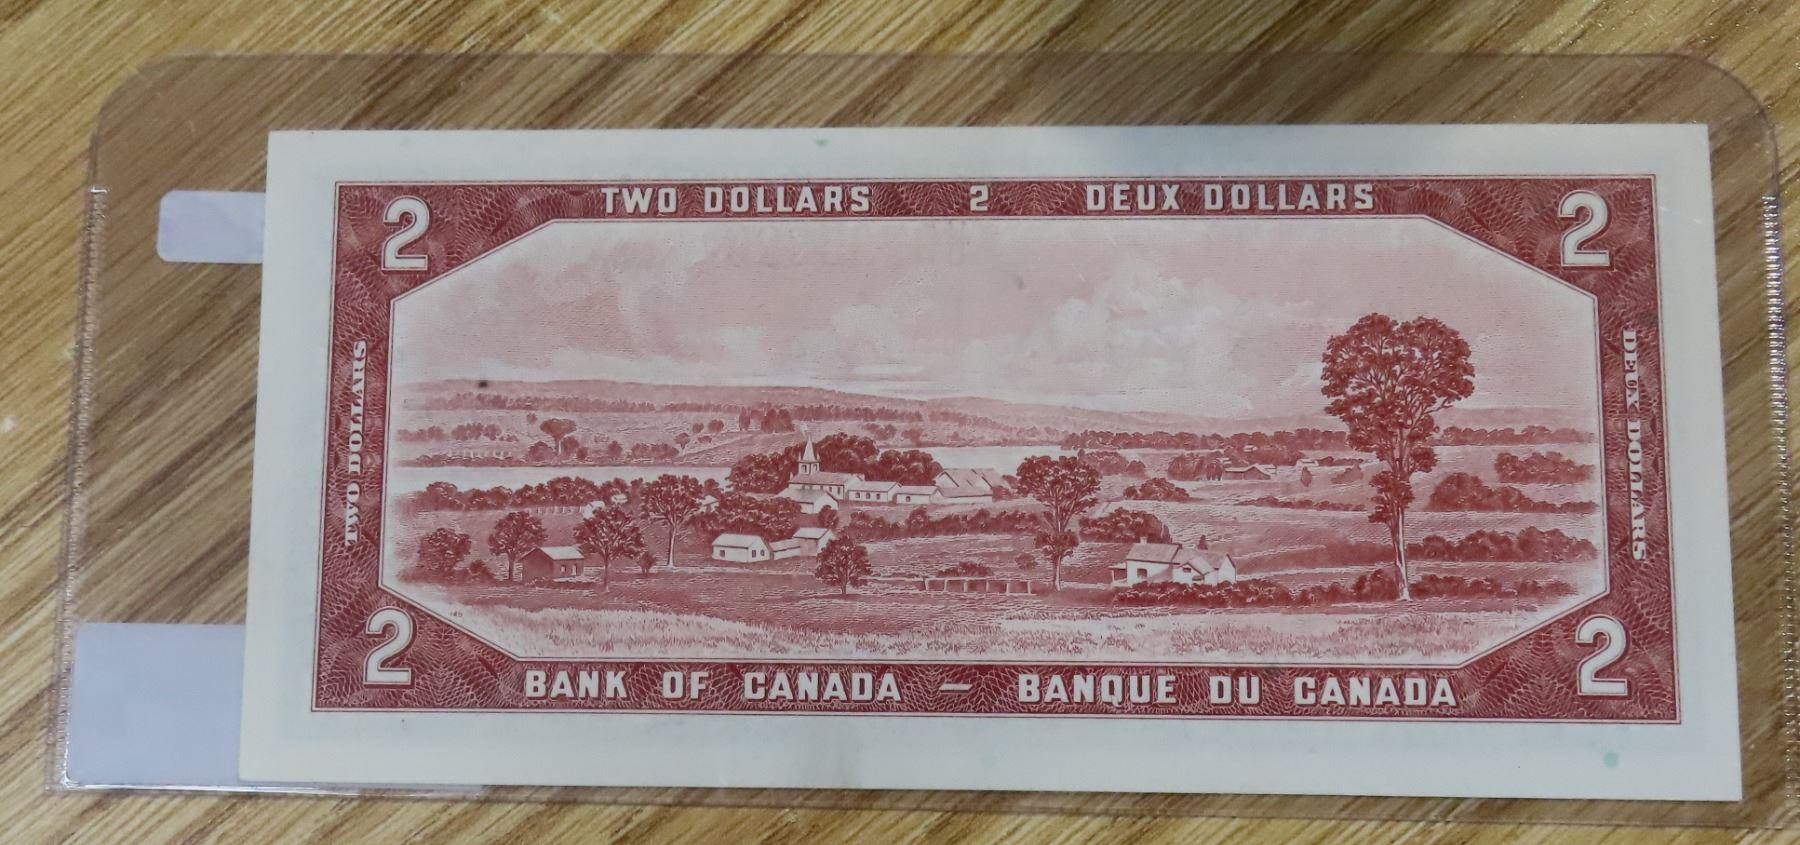 TWO DOLLARS 2 DEUX DOLLARS
2
2
TWO DOLLARS
DEUX DOLLARS
2
2
BANK OF CANADA — BANQUE DU CANADA